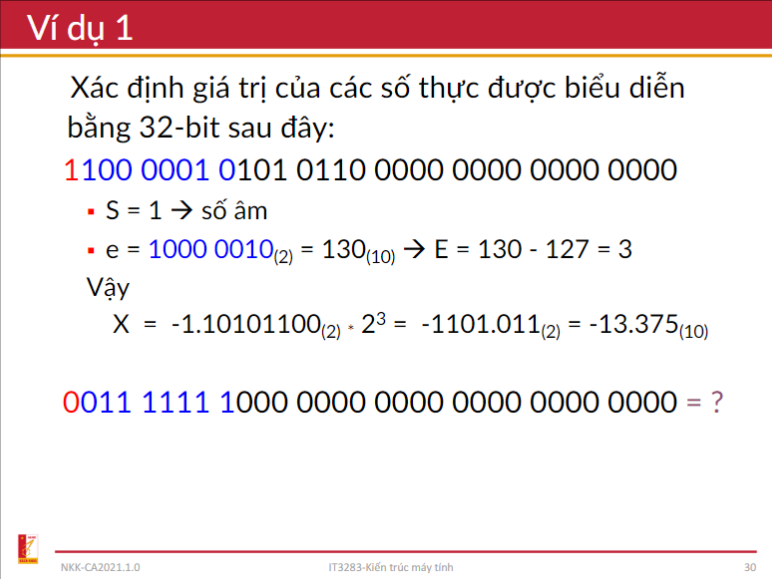 Ví dụ 1
Xác định giá trị của các số thực được biểu diễn
bằng 32-bit sau đây:
1100 0001 0101 0110 0000 0000 0000 0000
▪ S = 1 → số âm
▪ e = 1000 0010(2) = 130(10) → E = 130 - 127 = 3
Vậy
X = -1.10101100(2) * 2³ = -1101.011(2) = -13.375(10)
0011 1111 1000 0000 0000 0000 0000 0000 = ?
NKK-CA2021.1.0 IT3283-Kiến trúc máy tính 30